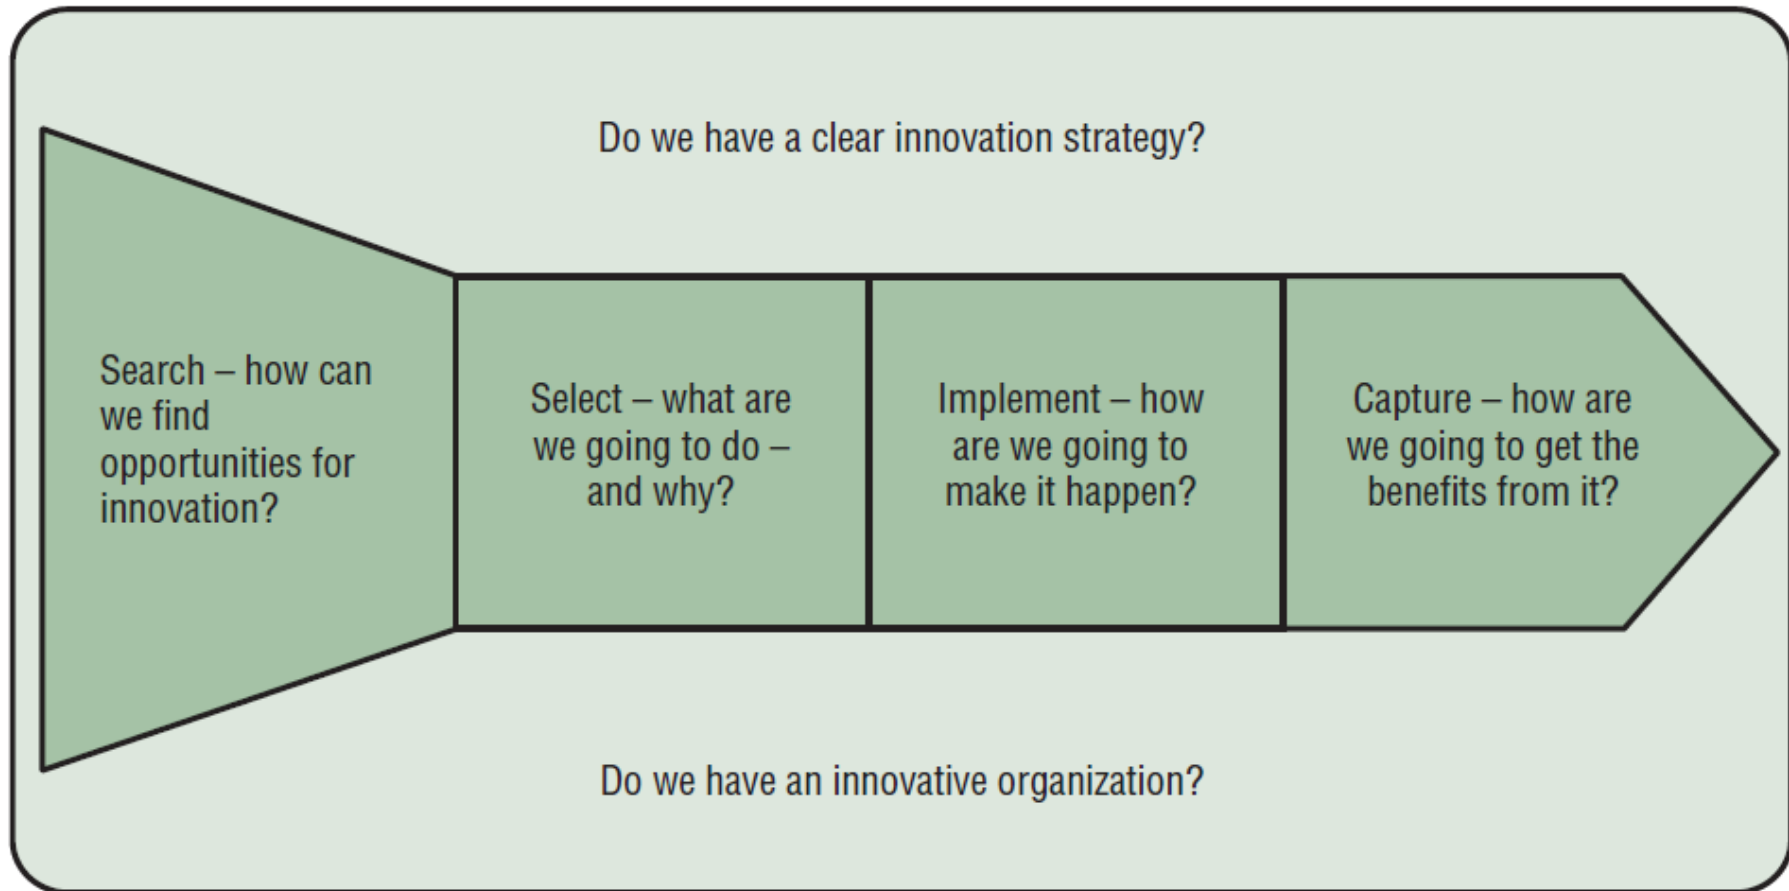 Do we have a clear innovation strategy?
Search – how can
we find
opportunities for
innovation?
Select – what are
we going to do –
and why?
Implement – how
are we going to
make it happen?
Capture – how are
we going to get the
benefits from it?
Do we have an innovative organization?